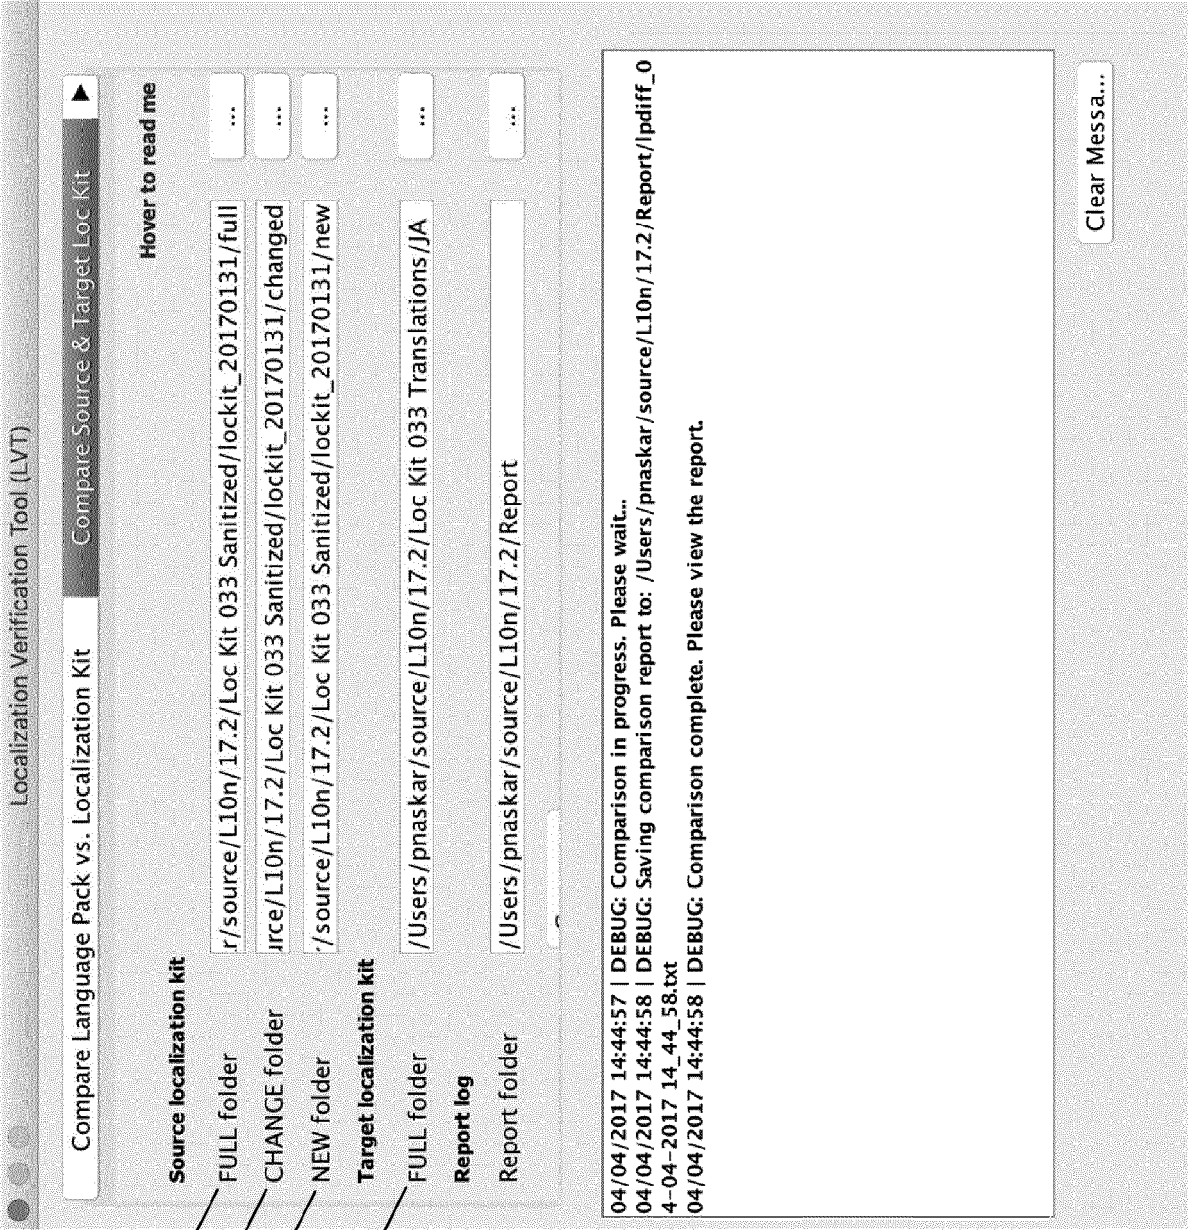 Localization Verification Tool (LVT)
Compare Language Pack vs. Localization Kit
Compare Source & Target Loc Kit
Hover to read me
Source localization kit
FULL folder r/source/L10n/17.2/Loc Kit 033 Sanitized/lockit_20170131/full ...
CHANGE folder urce/L10n/17.2/Loc Kit 033 Sanitized/lockit_20170131/changed ...
NEW folder '/source/L10n/17.2/Loc Kit 033 Sanitized/lockit_20170131/new ...
Target localization kit
FULL folder /Users/pnaskar/source/L10n/17.2/Loc Kit 033 Translations/JA ...
Report log
Report folder /Users/pnaskar/source/L10n/17.2/Report ...
04/04/2017 14:44:57 | DEBUG: Comparison in progress. Please wait...
04/04/2017 14:44:58 | DEBUG: Saving comparison report to: /Users/pnaskar/source/L10n/17.2/Report/lpdiff_0
4-04-2017 14_44_58.txt
04/04/2017 14:44:58 | DEBUG: Comparison complete. Please view the report.
Clear Messa...